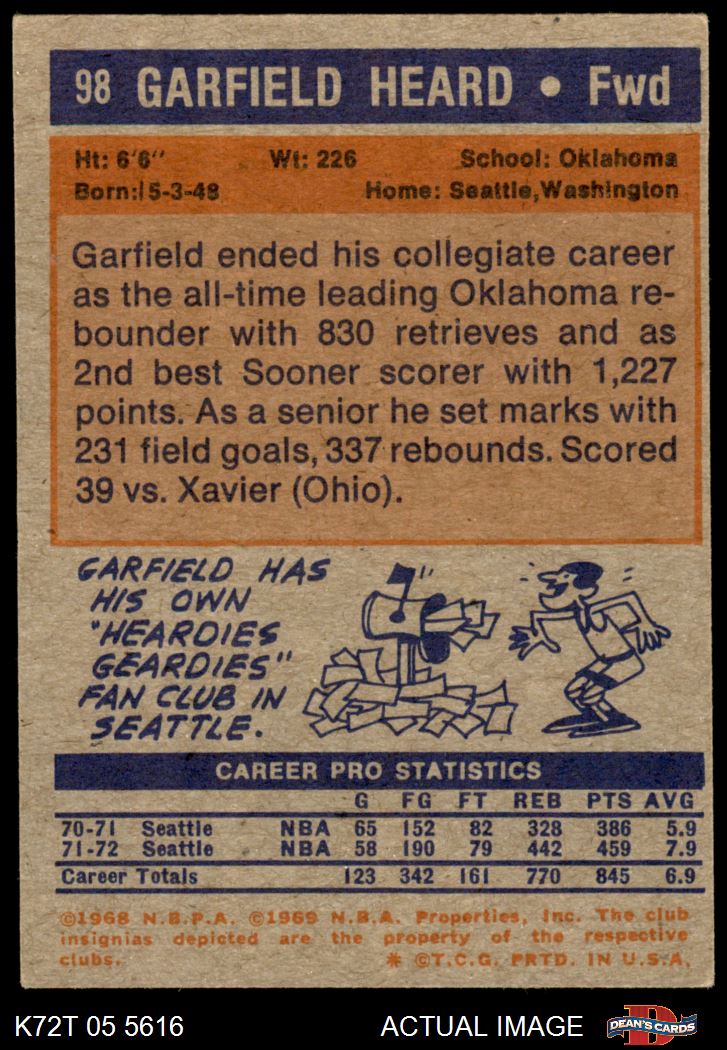 98 GARFIELD HEARD • Fwd
Ht: 6'6" Wt: 226 School: Oklahoma
Born: 5-3-48 Home: Seattle, Washington
Garfield ended his collegiate career
as the all-time leading Oklahoma re-
bounder with 830 retrieves and as
2nd best Sooner scorer with 1,227
points. As a senior he set marks with
231 field goals, 337 rebounds. Scored
39 vs. Xavier (Ohio).
GARFIELD HAS
HIS OWN
"HEARDIES
GEARDIES"
FAN CLUB IN
SEATTLE.
CAREER PRO STATISTICS
G FG FT REB PTS AVG
70-71 Seattle NBA 65 152 82 328 386 5.9
71-72 Seattle NBA 58 190 79 442 459 7.9
Career Totals 123 342 161 770 845 6.9
©1968 N.B.P.A. ©1969 N.B.A. Properties, Inc. The club
insignias depicted are the property of the respective
clubs. * ©T.C.G. PRTD. IN U.S.A.
K72T 05 5616 ACTUAL IMAGE D DEAN'S CARDS